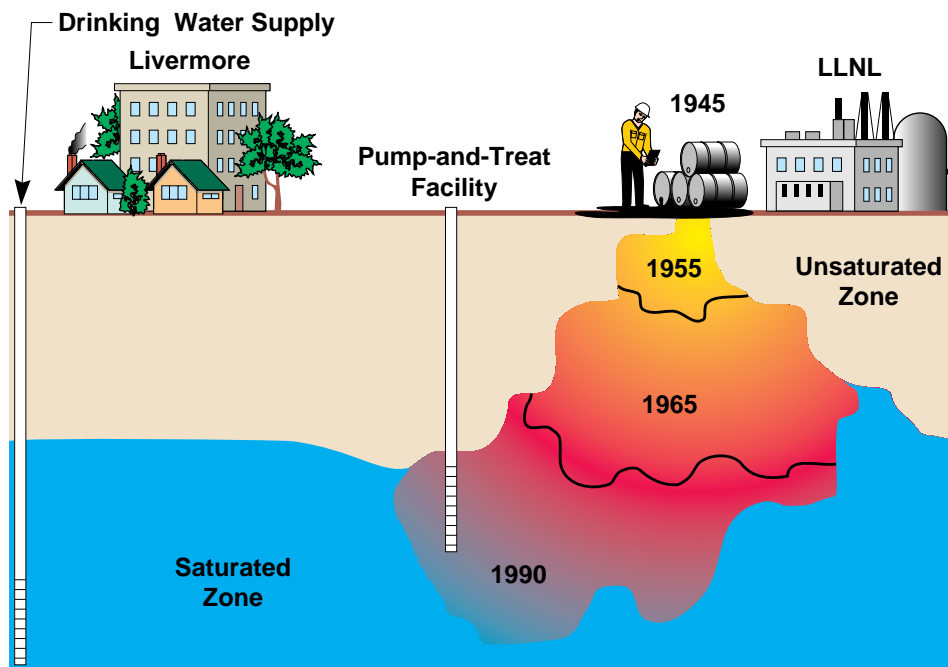 Drinking Water Supply
Livermore
LLNL
1945
Pump-and-Treat
Facility
1955
Unsaturated
Zone
1965
1990
Saturated
Zone